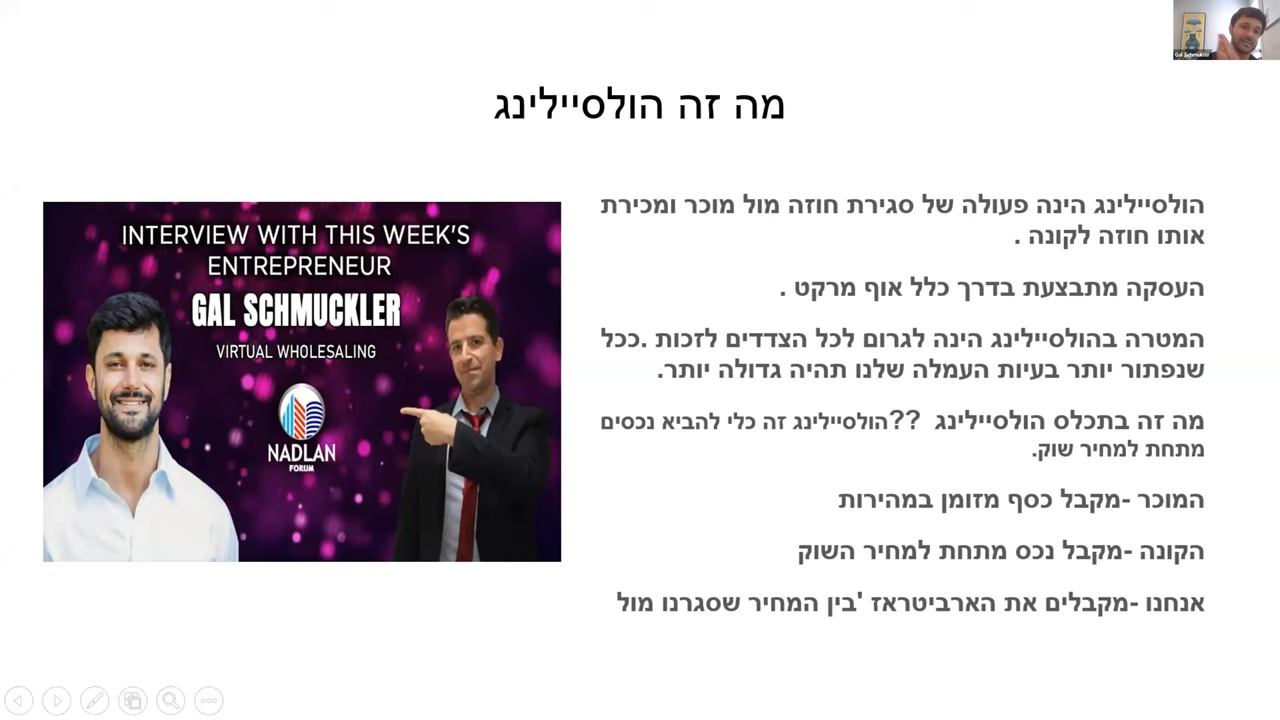 Gal Schmukler
מה זה הולסיילינג
הולסיילינג הינה פעולה של סגירת חוזה מול מוכר ומכירת
אותו חוזה לקונה .
העסקה מתבצעת בדרך כלל אוף מרקט .
המטרה בהולסיילינג הינה לגרום לכל הצדדים לזכות .ככל
שנפתור יותר בעיות העמלה שלנו תהיה גדולה יותר.
מה זה בתכלס הולסיילינג ??הולסיילינג זה כלי להביא נכסים
מתחת למחיר שוק.
המוכר -מקבל כסף מזומן במהירות
הקונה -מקבל נכס מתחת למחיר השוק
אנחנו -מקבלים את הארביטראז 'בין המחיר שסגרנו מול
INTERVIEW WITH THIS WEEK'S
ENTREPRENEUR
GAL SCHMUCKLER
VIRTUAL WHOLESALING
NADLAN
FORUM